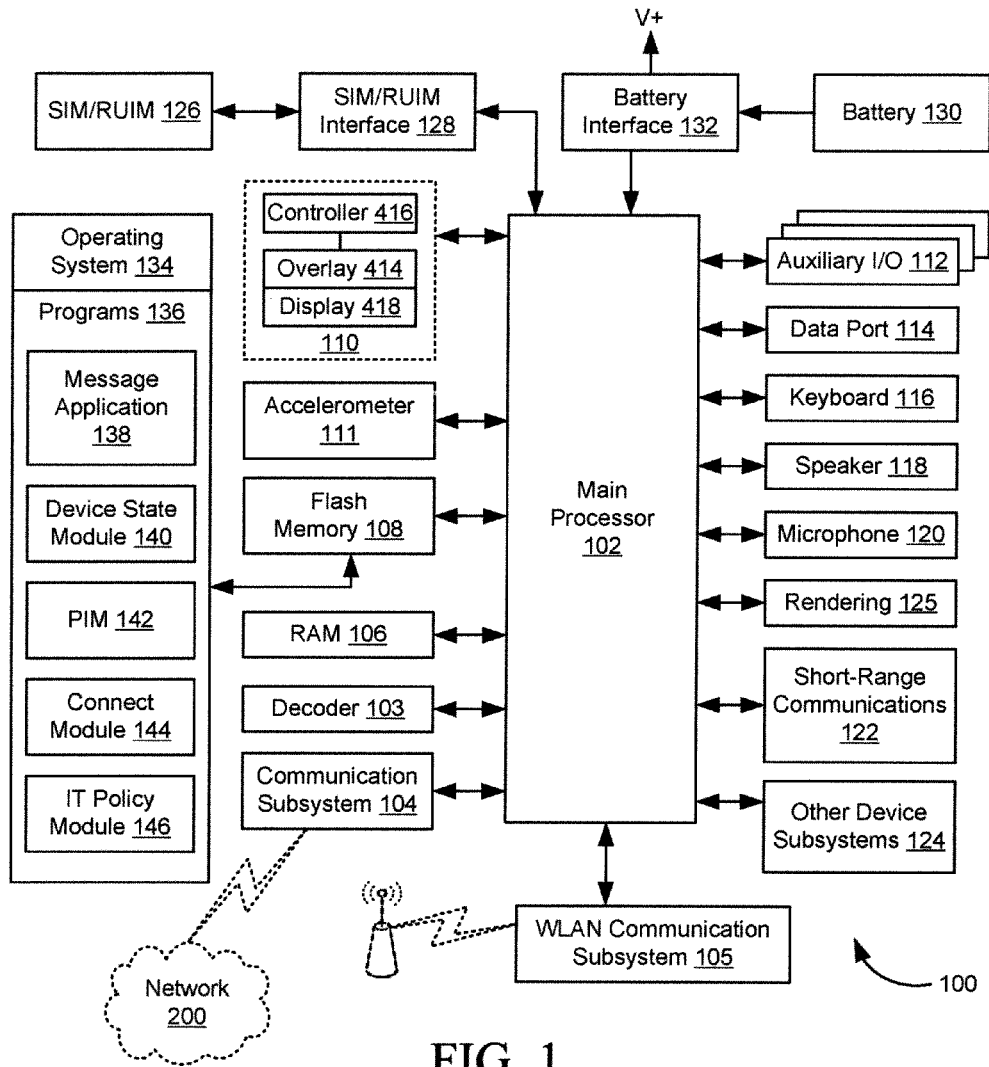 V+
SIM/RUIM 126
SIM/RUIM
Interface 128
Battery
Interface 132
Battery 130
Operating
System 134
Programs 136
Message
Application
138
Device State
Module 140
PIM 142
Connect
Module 144
IT Policy
Module 146
Controller 416
Overlay 414
Display 418
110
Accelerometer
111
Flash
Memory 108
RAM 106
Decoder 103
Communication
Subsystem 104
Main
Processor
102
Auxiliary I/O 112
Data Port 114
Keyboard 116
Speaker 118
Microphone 120
Rendering 125
Short-Range
Communications
122
Other Device
Subsystems 124
WLAN Communication
Subsystem 105
Network
200
100
FIG. 1